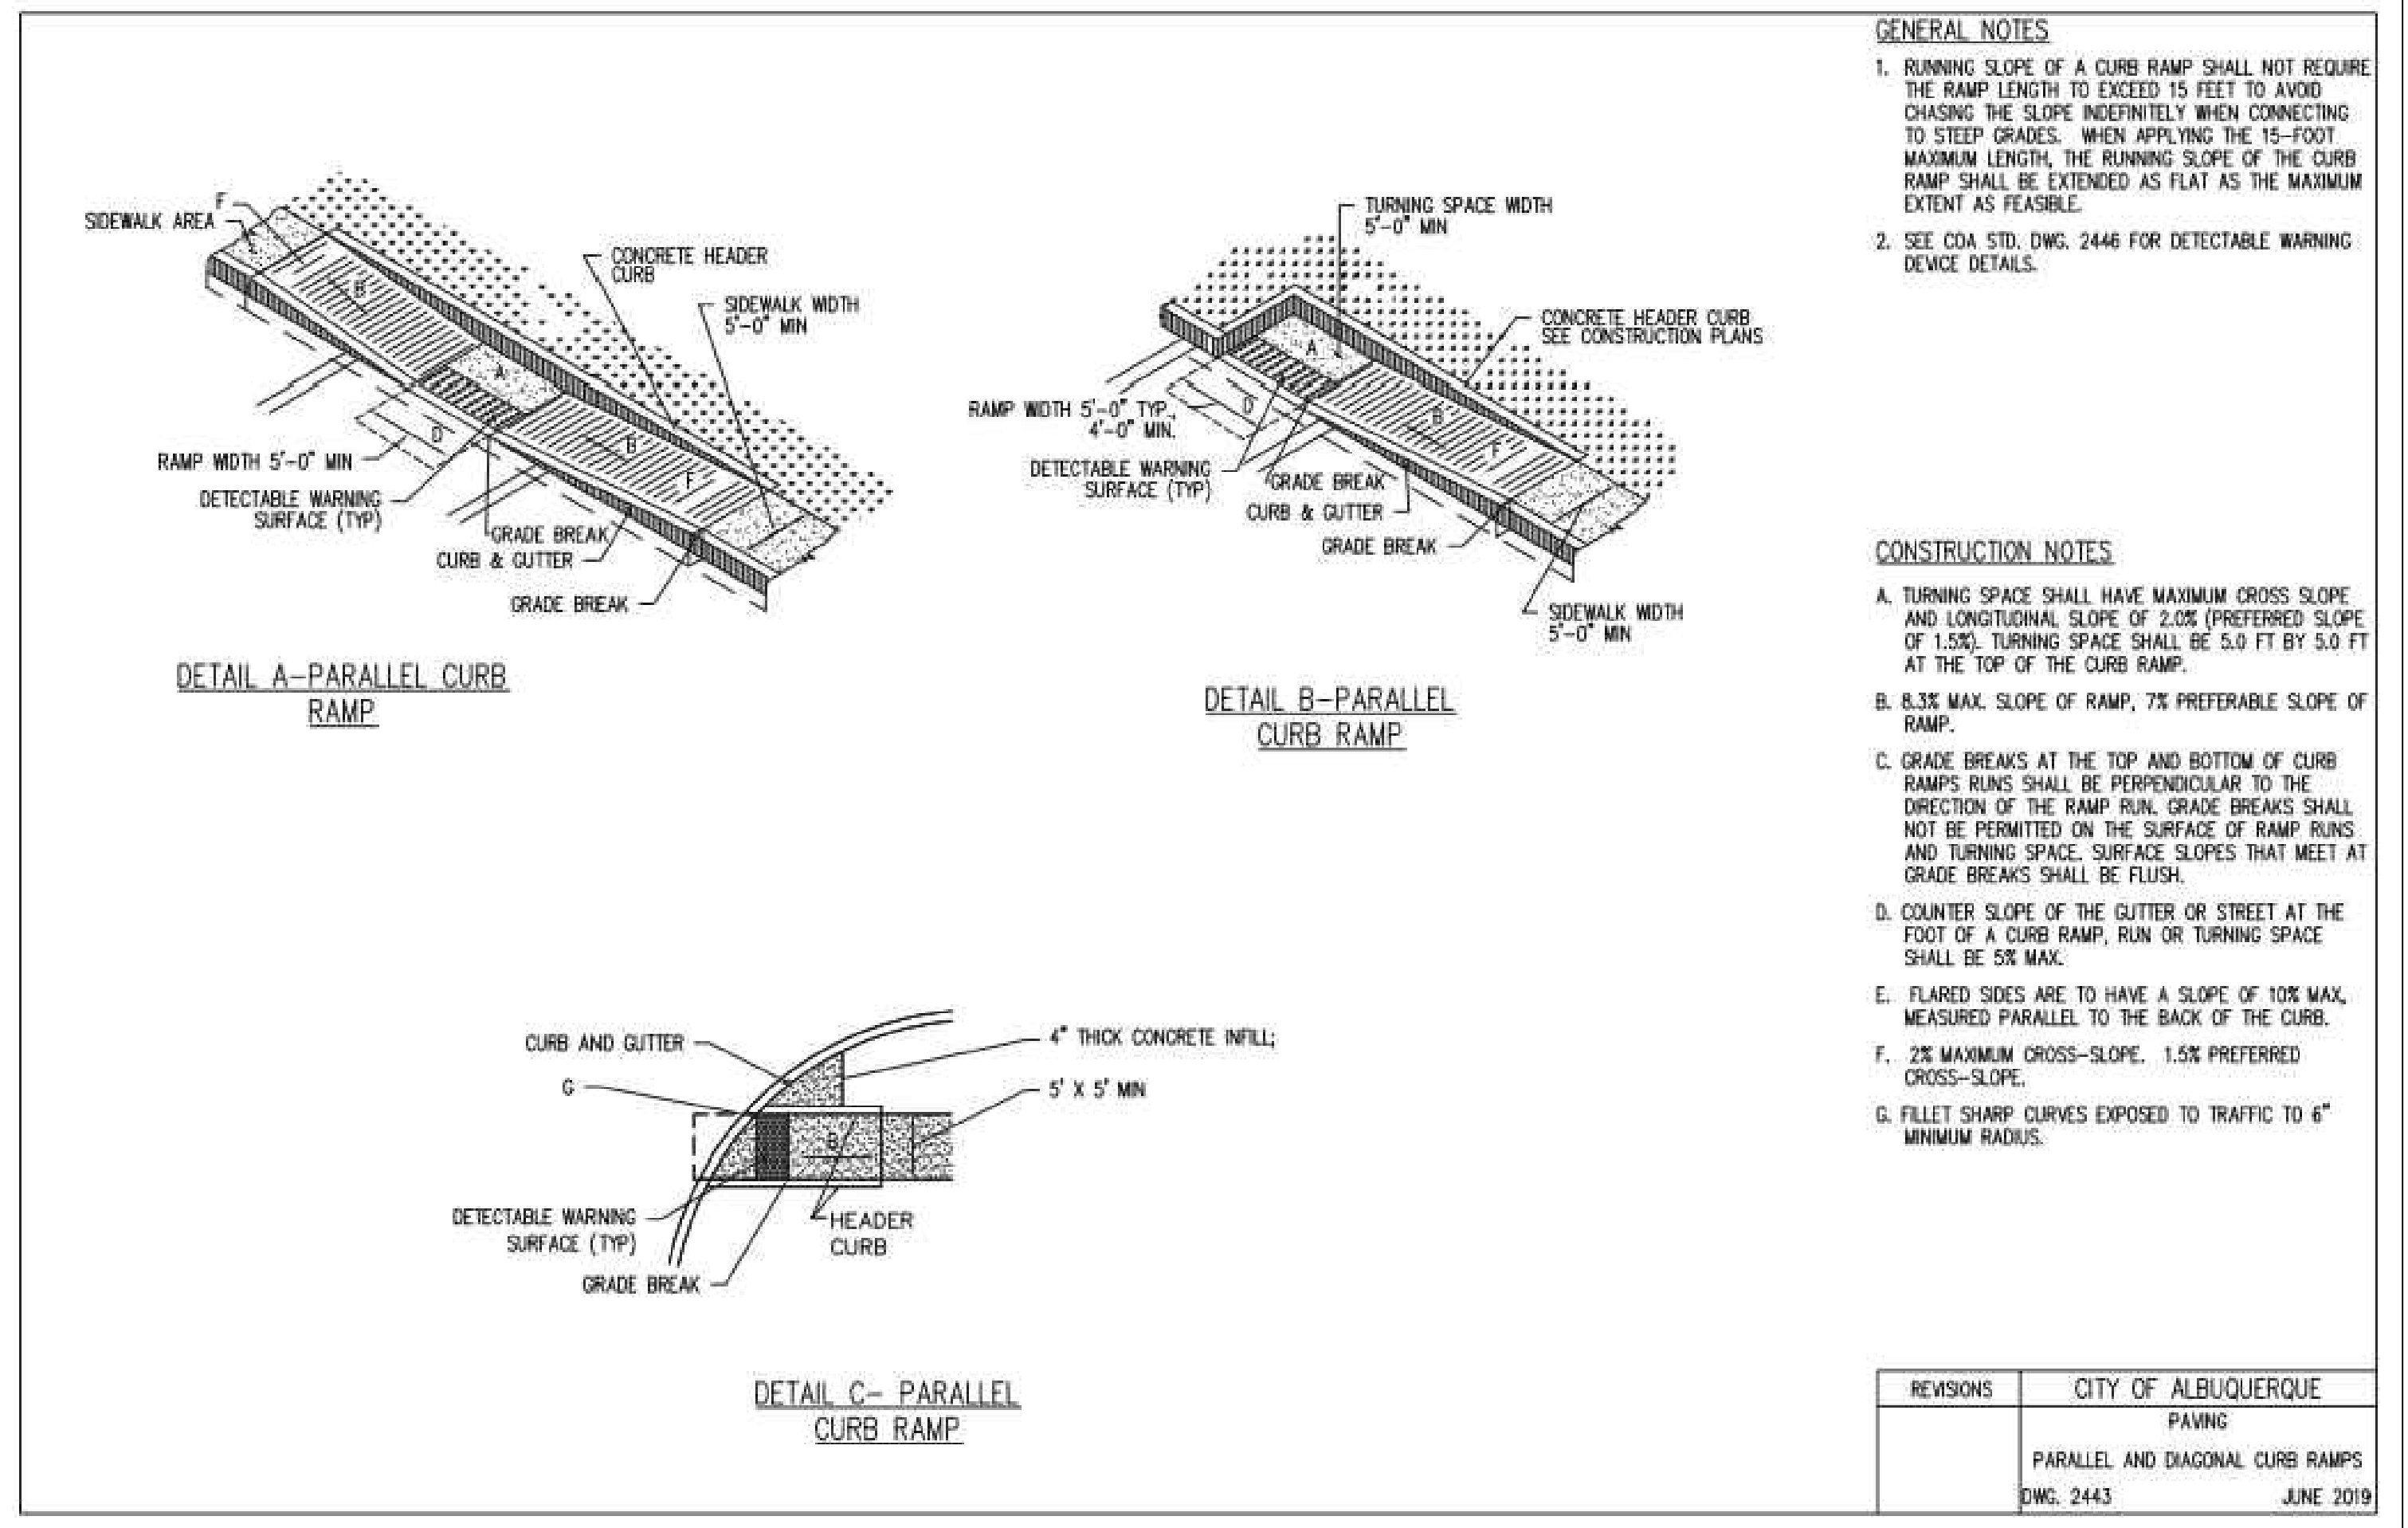 GENERAL NOTES
1. RUNNING SLOPE OF A CURB RAMP SHALL NOT REQUIRE
THE RAMP LENGTH TO EXCEED 15 FEET TO AVOID
CHASING THE SLOPE INDEFINITELY WHEN CONNECTING
TO STEEP GRADES. WHEN APPLYING THE 15-FOOT
MAXIMUM LENGTH, THE RUNNING SLOPE OF THE CURB
RAMP SHALL BE EXTENDED AS FLAT AS THE MAXIMUM
EXTENT AS FEASIBLE.
2. SEE COA STD. DWG. 2446 FOR DETECTABLE WARNING
DEVICE DETAILS.
F
SIDEWALK AREA
B
CONCRETE HEADER
CURB
SIDEWALK WIDTH
5'-0" MIN
A
D
B
F
RAMP WIDTH 5'-0" MIN
DETECTABLE WARNING
SURFACE (TYP)
GRADE BREAK
CURB & GUTTER
GRADE BREAK
DETAIL A-PARALLEL CURB
RAMP
TURNING SPACE WIDTH
5'-0" MIN
CONCRETE HEADER CURB
SEE CONSTRUCTION PLANS
A
RAMP WIDTH 5'-0" TYP.,
4'-0" MIN.
D
B
F
DETECTABLE WARNING
SURFACE (TYP)
GRADE BREAK
CURB & GUTTER
GRADE BREAK
SIDEWALK WIDTH
5'-0" MIN
DETAIL B-PARALLEL
CURB RAMP
CONSTRUCTION NOTES
A. TURNING SPACE SHALL HAVE MAXIMUM CROSS SLOPE
AND LONGITUDINAL SLOPE OF 2.0% (PREFERRED SLOPE
OF 1.5%). TURNING SPACE SHALL BE 5.0 FT BY 5.0 FT
AT THE TOP OF THE CURB RAMP.
B. 8.3% MAX. SLOPE OF RAMP, 7% PREFERABLE SLOPE OF
RAMP.
C. GRADE BREAKS AT THE TOP AND BOTTOM OF CURB
RAMPS RUNS SHALL BE PERPENDICULAR TO THE
DIRECTION OF THE RAMP RUN. GRADE BREAKS SHALL
NOT BE PERMITTED ON THE SURFACE OF RAMP RUNS
AND TURNING SPACE. SURFACE SLOPES THAT MEET AT
GRADE BREAKS SHALL BE FLUSH.
D. COUNTER SLOPE OF THE GUTTER OR STREET AT THE
FOOT OF A CURB RAMP, RUN OR TURNING SPACE
SHALL BE 5% MAX.
E. FLARED SIDES ARE TO HAVE A SLOPE OF 10% MAX,
MEASURED PARALLEL TO THE BACK OF THE CURB.
F. 2% MAXIMUM CROSS-SLOPE. 1.5% PREFERRED
CROSS-SLOPE.
G. FILLET SHARP CURVES EXPOSED TO TRAFFIC TO 6"
MINIMUM RADIUS.
CURB AND GUTTER
4" THICK CONCRETE INFILL;
G
5' X 5' MIN
B
DETECTABLE WARNING
SURFACE (TYP)
HEADER
CURB
GRADE BREAK
DETAIL C- PARALLEL
CURB RAMP
REVISIONS
CITY OF ALBUQUERQUE
PAVING
PARALLEL AND DIAGONAL CURB RAMPS
DWG. 2443 JUNE 2019